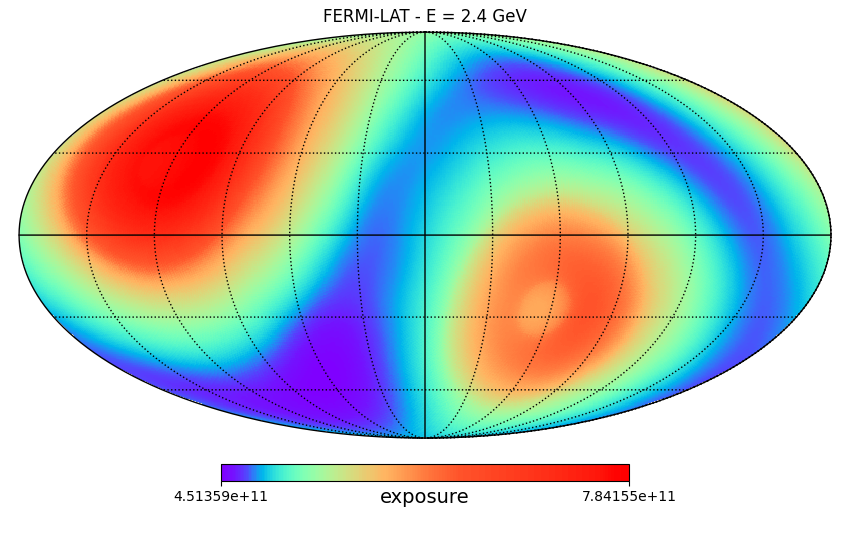 FERMI-LAT - E = 2.4 GeV
4.51359e+11 exposure 7.84155e+11